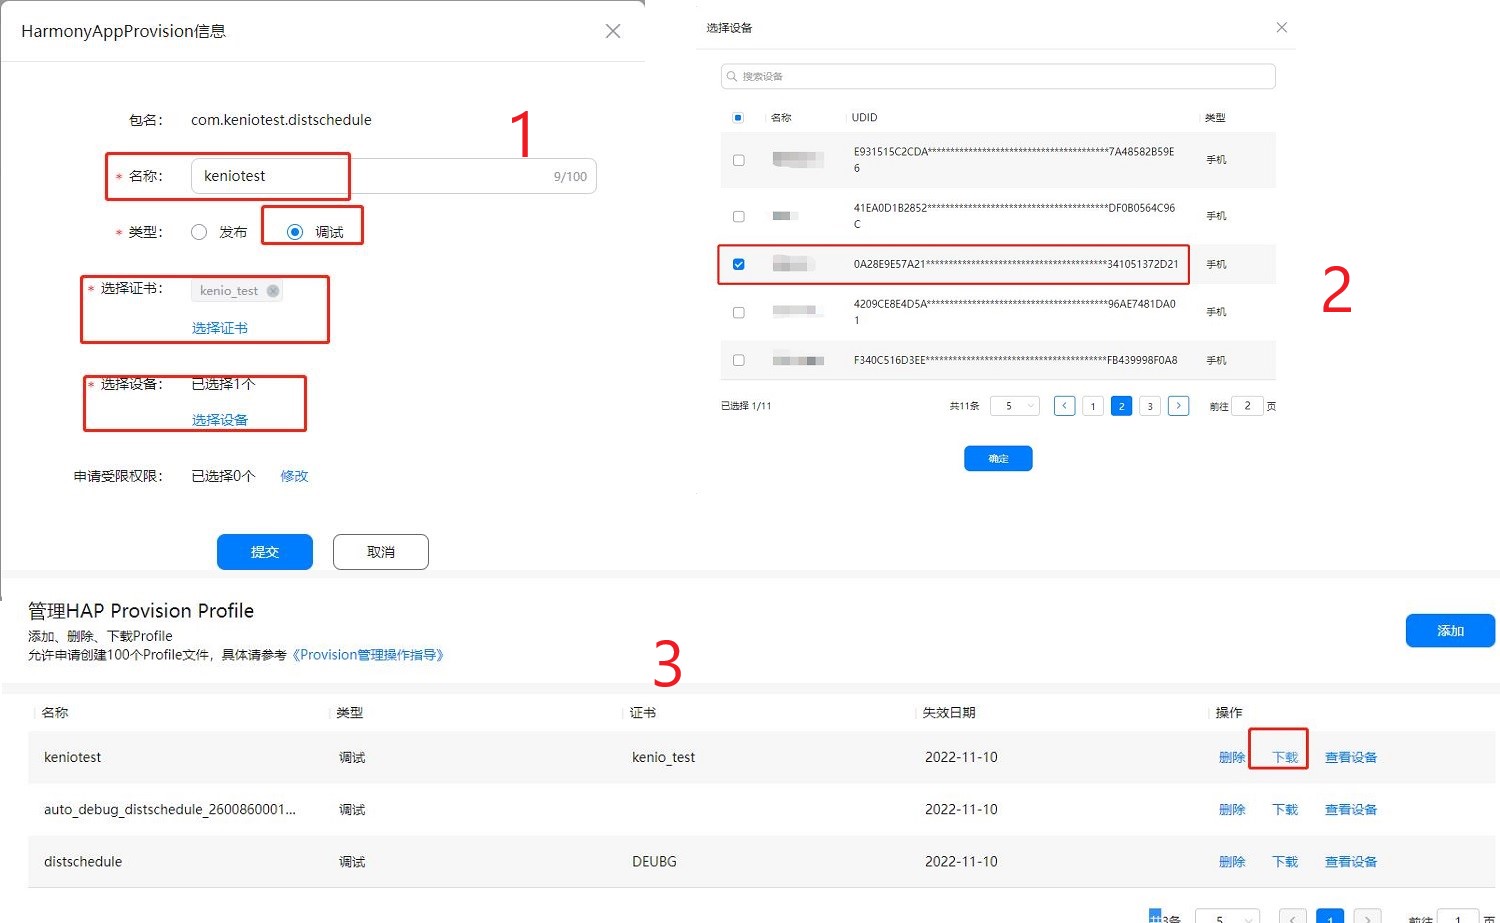 HarmonyAppProvision信息
包名： com.keniotest.distschedule
1
* 名称： keniotest 9/100
* 类型： 发布 调试
* 选择证书： kenio_test
选择证书
* 选择设备： 已选择1个
选择设备
申请受限权限： 已选择0个 修改
提交 取消
选择设备
搜索设备
名称 UDID 类型
E931515C2CDA****************************************7A48582B59E
6
手机
41EA0D1B2852****************************************DF0B0564C96
C
手机
0A28E9E57A21****************************************341051372D21 手机
4209CE8E4D5A****************************************96AE7481DA0
1
手机
F340C516D3EE****************************************FB439998F0A8 手机
2
已选择 1/11 共11条 5 < 1 2 3 > 前往 2 页
确定
管理HAP Provision Profile
添加、删除、下载Profile
允许申请创建100个Profile文件，具体请参考《Provision管理操作指导》
添加
3
名称 类型 证书 失效日期 操作
keniotest 调试 kenio_test 2022-11-10 删除 下载 查看设备
auto_debug_distschedule_2600860001... 调试 2022-11-10 删除 下载 查看设备
distschedule 调试 DEUBG 2022-11-10 删除 下载 查看设备
共3条 5 < 1 > 前往 1 页